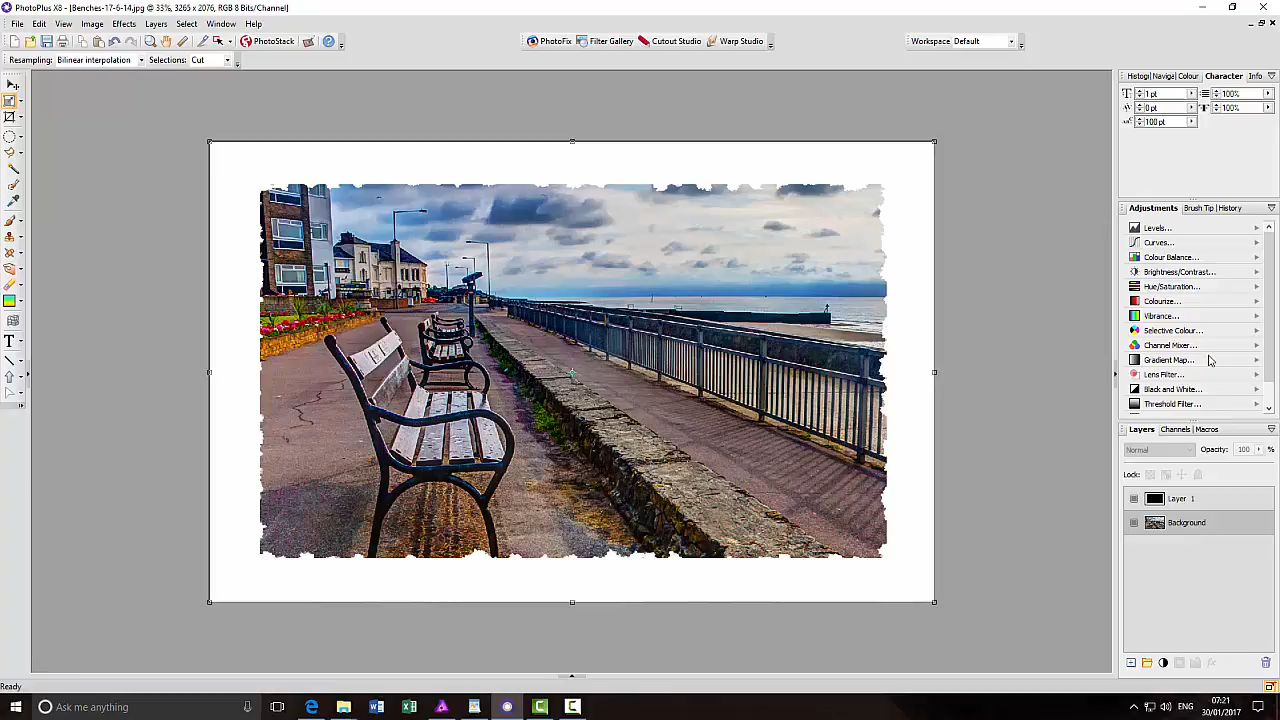 PhotoPlus X8 - [Benches-17-6-14.jpg @ 33%, 3265 x 2076, RGB 8 Bits/Channel]
File Edit View Image Effects Layers Select Window Help
PhotoStack PhotoFix Filter Gallery Cutout Studio Warp Studio Workspace: Default
Resampling: Bilinear interpolation Selections: Cut
Histogr Naviga Colour Character Info
1 pt 100%
0 pt 100%
100 pt
Adjustments Brush Tip History
Levels...
Curves...
Colour Balance...
Brightness/Contrast...
Hue/Saturation...
Colourize...
Vibrance...
Selective Colour...
Channel Mixer...
Gradient Map...
Lens Filter...
Black and White...
Threshold Filter...
Layers Channels Macros
Normal Opacity: 100 %
Lock:
Layer 1
Background
Ready
Ask me anything
ENG
07:21
30/01/2017